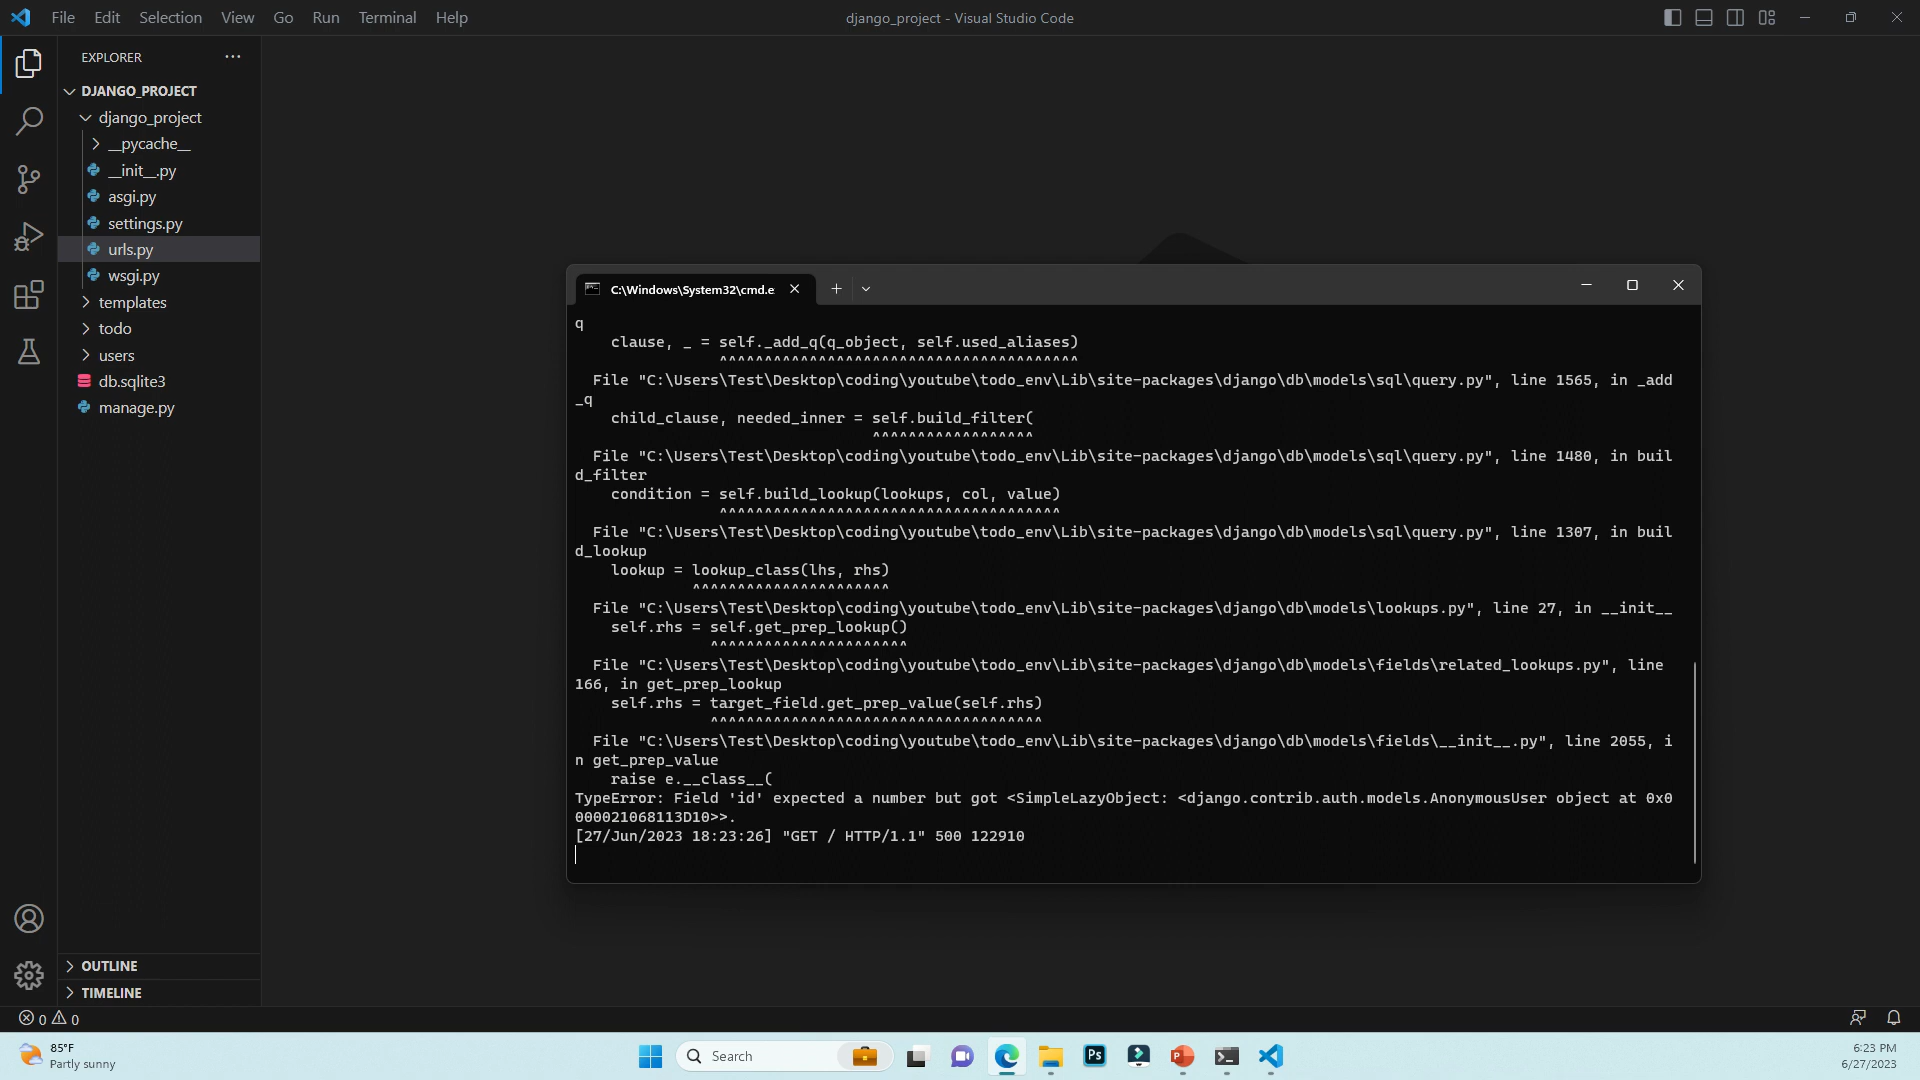 File Edit Selection View Go Run Terminal Help
django_project - Visual Studio Code
EXPLORER
DJANGO_PROJECT
django_project
__pycache__
__init__.py
asgi.py
settings.py
urls.py
wsgi.py
templates
todo
users
db.sqlite3
manage.py
OUTLINE
TIMELINE
0 0
C:\Windows\System32\cmd.e
q
clause, _ = self._add_q(q_object, self.used_aliases)
^^^^^^^^^^^^^^^^^^^^^^^^^^^^^^^^^^^^^^^^
File "C:\Users\Test\Desktop\coding\youtube\todo_env\Lib\site-packages\django\db\models\sql\query.py", line 1565, in _add
_q
child_clause, needed_inner = self.build_filter(
^^^^^^^^^^^^^^^^^^
File "C:\Users\Test\Desktop\coding\youtube\todo_env\Lib\site-packages\django\db\models\sql\query.py", line 1480, in buil
d_filter
condition = self.build_lookup(lookups, col, value)
^^^^^^^^^^^^^^^^^^^^^^^^^^^^^^^^^^^^^^
File "C:\Users\Test\Desktop\coding\youtube\todo_env\Lib\site-packages\django\db\models\sql\query.py", line 1307, in buil
d_lookup
lookup = lookup_class(lhs, rhs)
^^^^^^^^^^^^^^^^^^^^^^
File "C:\Users\Test\Desktop\coding\youtube\todo_env\Lib\site-packages\django\db\models\lookups.py", line 27, in __init__
self.rhs = self.get_prep_lookup()
^^^^^^^^^^^^^^^^^^^^^^
File "C:\Users\Test\Desktop\coding\youtube\todo_env\Lib\site-packages\django\db\models\fields\related_lookups.py", line
166, in get_prep_lookup
self.rhs = target_field.get_prep_value(self.rhs)
^^^^^^^^^^^^^^^^^^^^^^^^^^^^^^^^^^^^^
File "C:\Users\Test\Desktop\coding\youtube\todo_env\Lib\site-packages\django\db\models\fields\__init__.py", line 2055, i
n get_prep_value
raise e.__class__(
TypeError: Field 'id' expected a number but got <SimpleLazyObject: <django.contrib.auth.models.AnonymousUser object at 0x0
000021068113D10>>.
[27/Jun/2023 18:23:26] "GET / HTTP/1.1" 500 122910
85°F
Partly sunny
Search
Ps
P
6:23 PM
6/27/2023